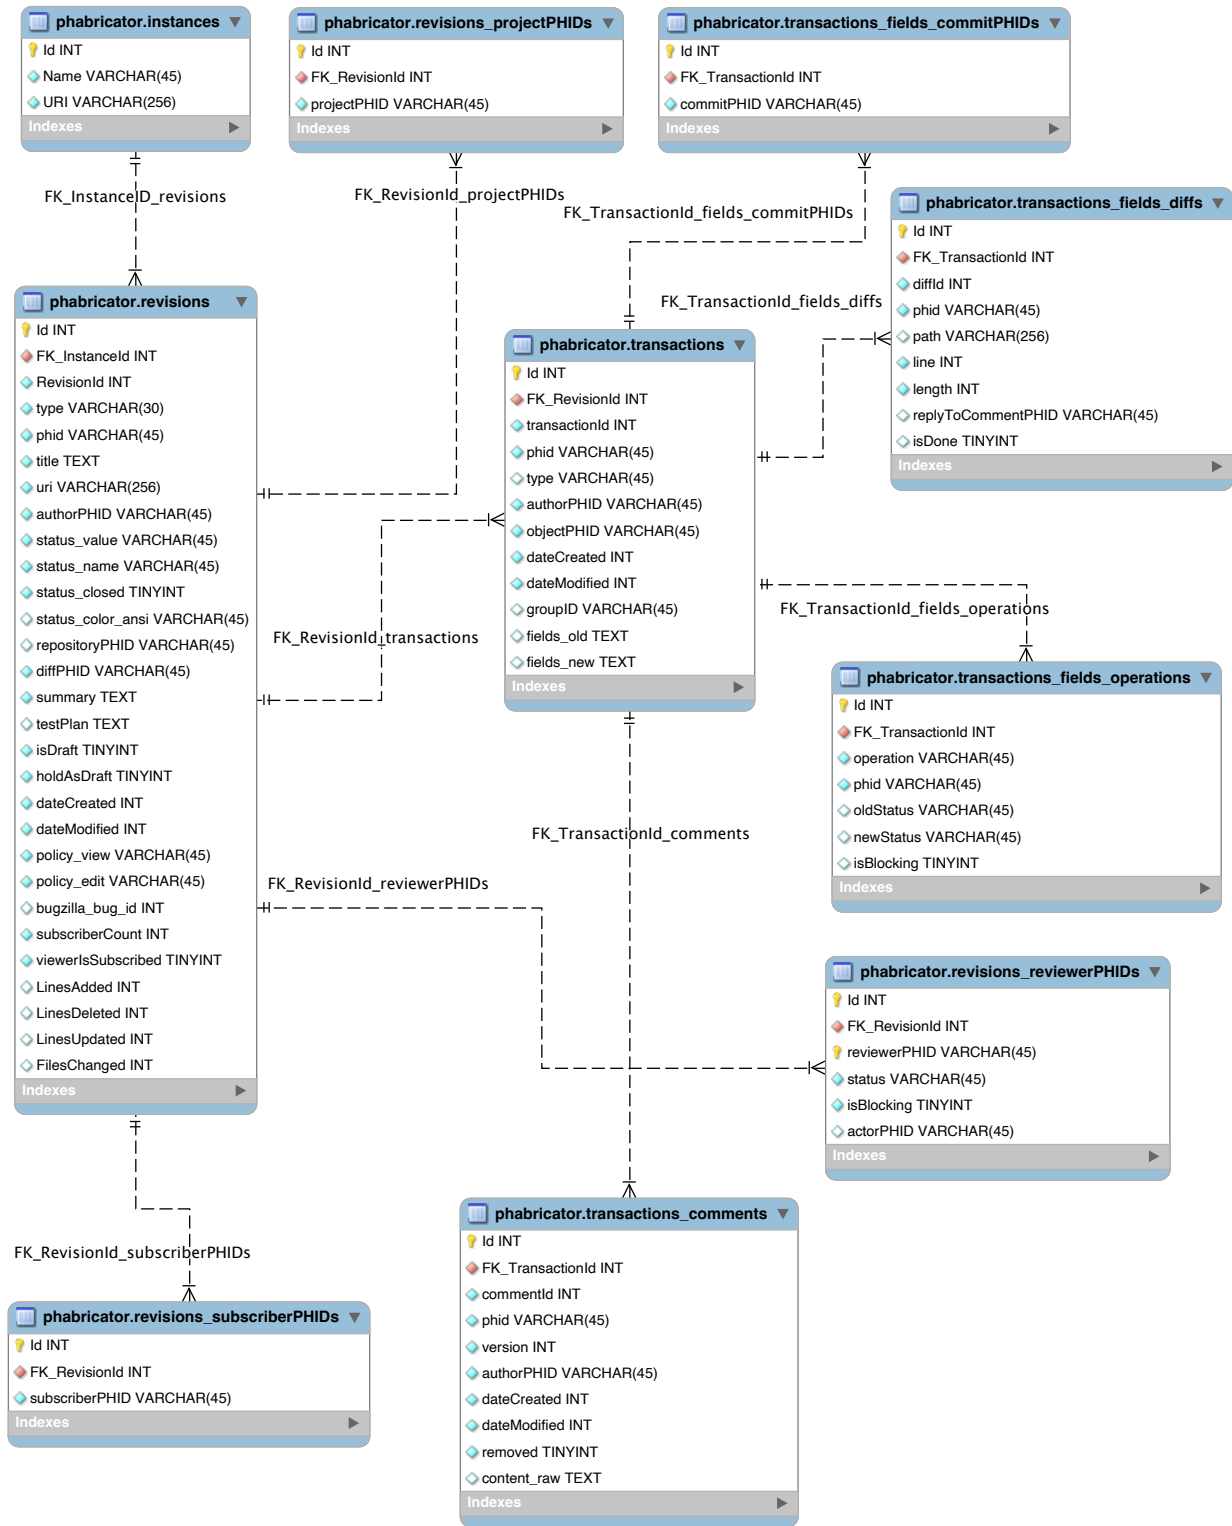 phabricator.instances
Id INT
Name VARCHAR(45)
URI VARCHAR(256)
Indexes
phabricator.revisions_projectPHIDs
Id INT
FK_RevisionId INT
projectPHID VARCHAR(45)
Indexes
phabricator.transactions_fields_commitPHIDs
Id INT
FK_TransactionId INT
commitPHID VARCHAR(45)
Indexes
FK_InstanceID_revisions
FK_RevisionId_projectPHIDs
FK_TransactionId_fields_commitPHIDs
phabricator.transactions_fields_diffs
Id INT
FK_TransactionId INT
diffId INT
phid VARCHAR(45)
path VARCHAR(256)
line INT
length INT
replyToCommentPHID VARCHAR(45)
isDone TINYINT
Indexes
FK_TransactionId_fields_diffs
phabricator.revisions
Id INT
FK_InstanceId INT
RevisionId INT
type VARCHAR(30)
phid VARCHAR(45)
title TEXT
uri VARCHAR(256)
authorPHID VARCHAR(45)
status_value VARCHAR(45)
status_name VARCHAR(45)
status_closed TINYINT
status_color_ansi VARCHAR(45)
repositoryPHID VARCHAR(45)
diffPHID VARCHAR(45)
summary TEXT
testPlan TEXT
isDraft TINYINT
holdAsDraft TINYINT
dateCreated INT
dateModified INT
policy_view VARCHAR(45)
policy_edit VARCHAR(45)
bugzilla_bug_id INT
subscriberCount INT
viewerIsSubscribed TINYINT
LinesAdded INT
LinesDeleted INT
LinesUpdated INT
FilesChanged INT
Indexes
phabricator.transactions
Id INT
FK_RevisionId INT
transactionId INT
phid VARCHAR(45)
type VARCHAR(45)
authorPHID VARCHAR(45)
objectPHID VARCHAR(45)
dateCreated INT
dateModified INT
groupID VARCHAR(45)
fields_old TEXT
fields_new TEXT
Indexes
FK_TransactionId_fields_operations
FK_RevisionId_transactions
phabricator.transactions_fields_operations
Id INT
FK_TransactionId INT
operation VARCHAR(45)
phid VARCHAR(45)
oldStatus VARCHAR(45)
newStatus VARCHAR(45)
isBlocking TINYINT
Indexes
FK_TransactionId_comments
FK_RevisionId_reviewerPHIDs
phabricator.revisions_reviewerPHIDs
Id INT
FK_RevisionId INT
reviewerPHID VARCHAR(45)
status VARCHAR(45)
isBlocking TINYINT
actorPHID VARCHAR(45)
Indexes
FK_RevisionId_subscriberPHIDs
phabricator.revisions_subscriberPHIDs
Id INT
FK_RevisionId INT
subscriberPHID VARCHAR(45)
Indexes
phabricator.transactions_comments
Id INT
FK_TransactionId INT
commentId INT
phid VARCHAR(45)
version INT
authorPHID VARCHAR(45)
dateCreated INT
dateModified INT
removed TINYINT
content_raw TEXT
Indexes